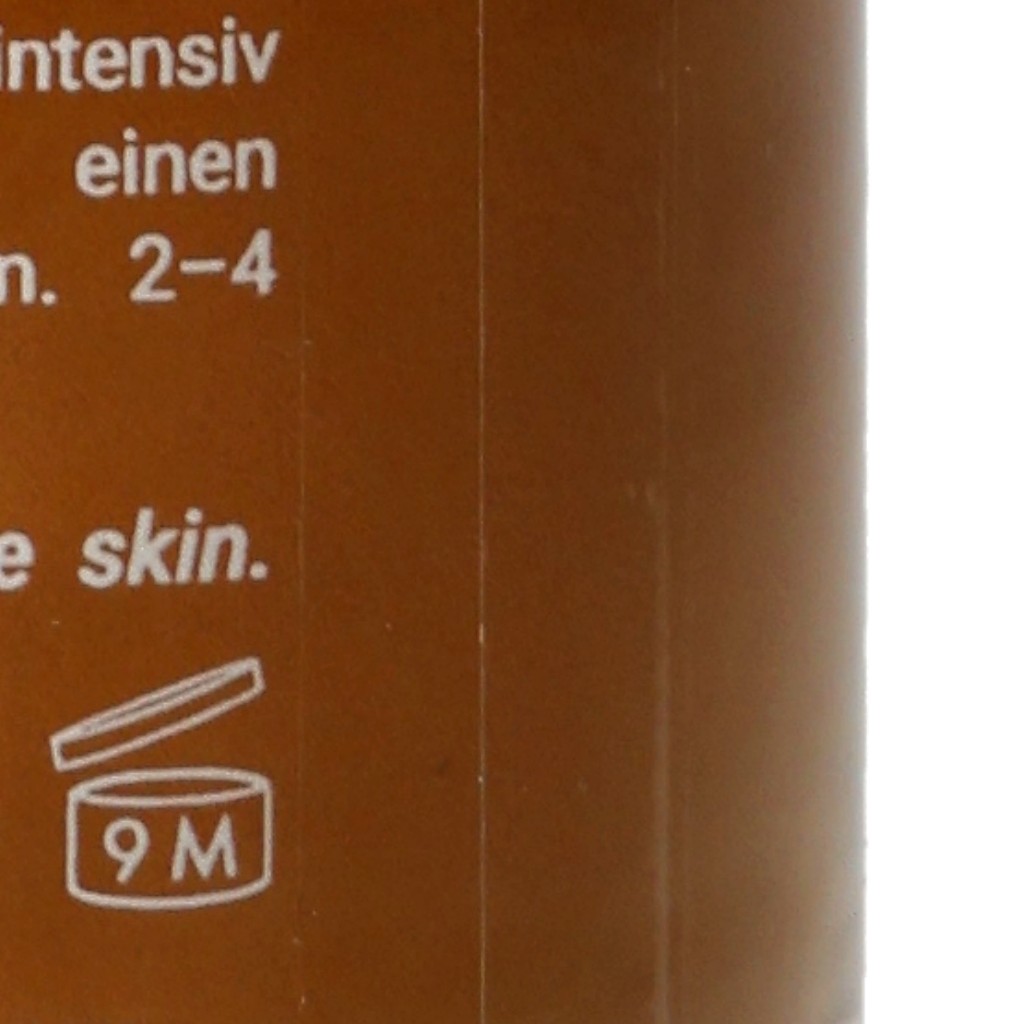 intensiv
einen
n. 2–4
e skin.
9 M